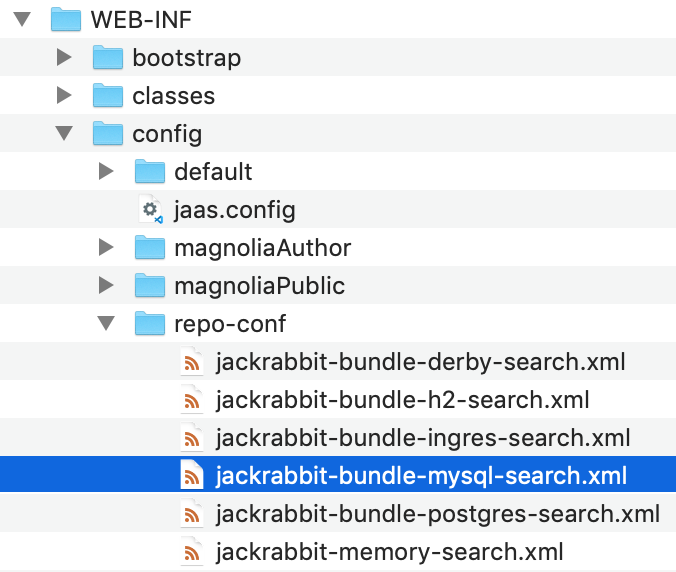 WEB-INF
bootstrap
classes
config
default
jaas.config
magnoliaAuthor
magnoliaPublic
repo-conf
jackrabbit-bundle-derby-search.xml
jackrabbit-bundle-h2-search.xml
jackrabbit-bundle-ingres-search.xml
jackrabbit-bundle-mysql-search.xml
jackrabbit-bundle-postgres-search.xml
jackrabbit-memory-search.xml